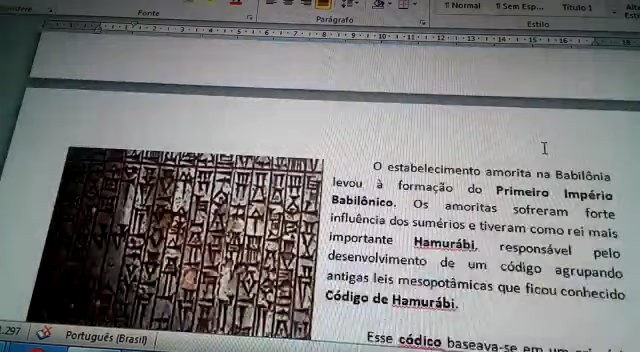 Fonte
Parágrafo
¶ Normal ¶ Sem Esp... Título 1
Estilo
O estabelecimento amorita na Babilônia
levou à formação do Primeiro Império
Babilônico. Os amoritas sofreram forte
influência dos sumérios e tiveram como rei mais
importante Hamurábi, responsável pelo
desenvolvimento de um código agrupando
antigas leis mesopotâmicas que ficou conhecido
Código de Hamurábi.
Esse códico baseava-se em um
Português (Brasil)